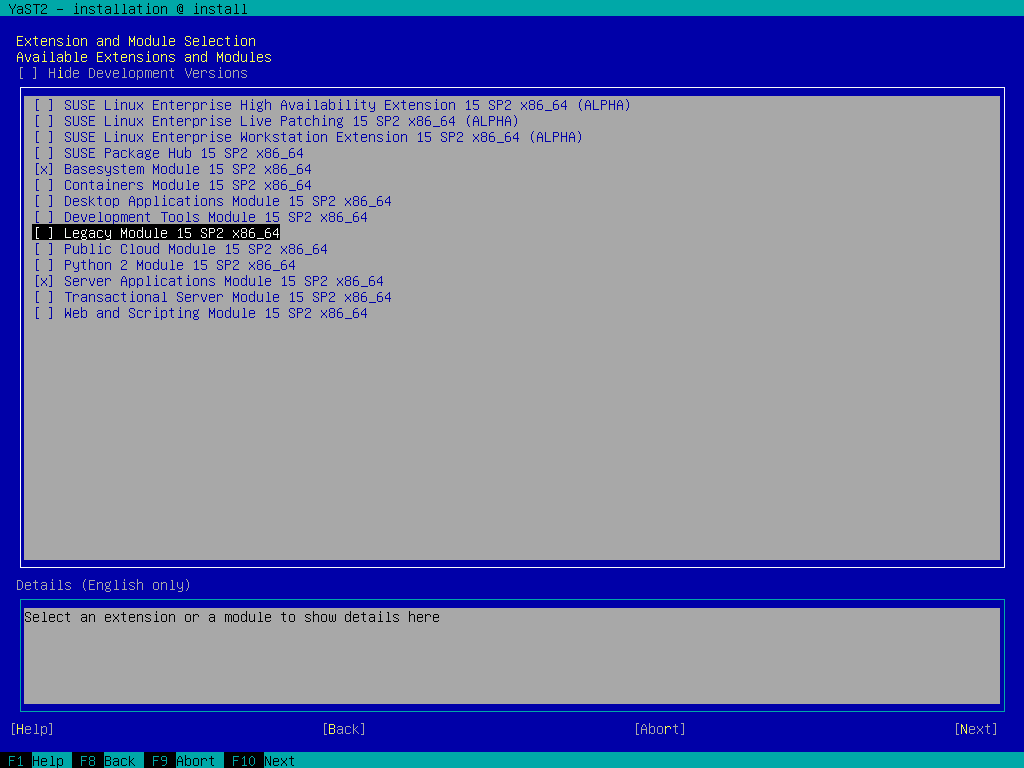 YaST2 - installation @ install
Extension and Module Selection
Available Extensions and Modules
[ ] Hide Development Versions
[ ] SUSE Linux Enterprise High Availability Extension 15 SP2 x86_64 (ALPHA)
[ ] SUSE Linux Enterprise Live Patching 15 SP2 x86_64 (ALPHA)
[ ] SUSE Linux Enterprise Workstation Extension 15 SP2 x86_64 (ALPHA)
[ ] SUSE Package Hub 15 SP2 x86_64
[x] Basesystem Module 15 SP2 x86_64
[ ] Containers Module 15 SP2 x86_64
[ ] Desktop Applications Module 15 SP2 x86_64
[ ] Development Tools Module 15 SP2 x86_64
[ ] Legacy Module 15 SP2 x86_64
[ ] Public Cloud Module 15 SP2 x86_64
[ ] Python 2 Module 15 SP2 x86_64
[x] Server Applications Module 15 SP2 x86_64
[ ] Transactional Server Module 15 SP2 x86_64
[ ] Web and Scripting Module 15 SP2 x86_64
Details (English only)
Select an extension or a module to show details here
[Help] [Back] [Abort] [Next]
F1 Help F8 Back F9 Abort F10 Next